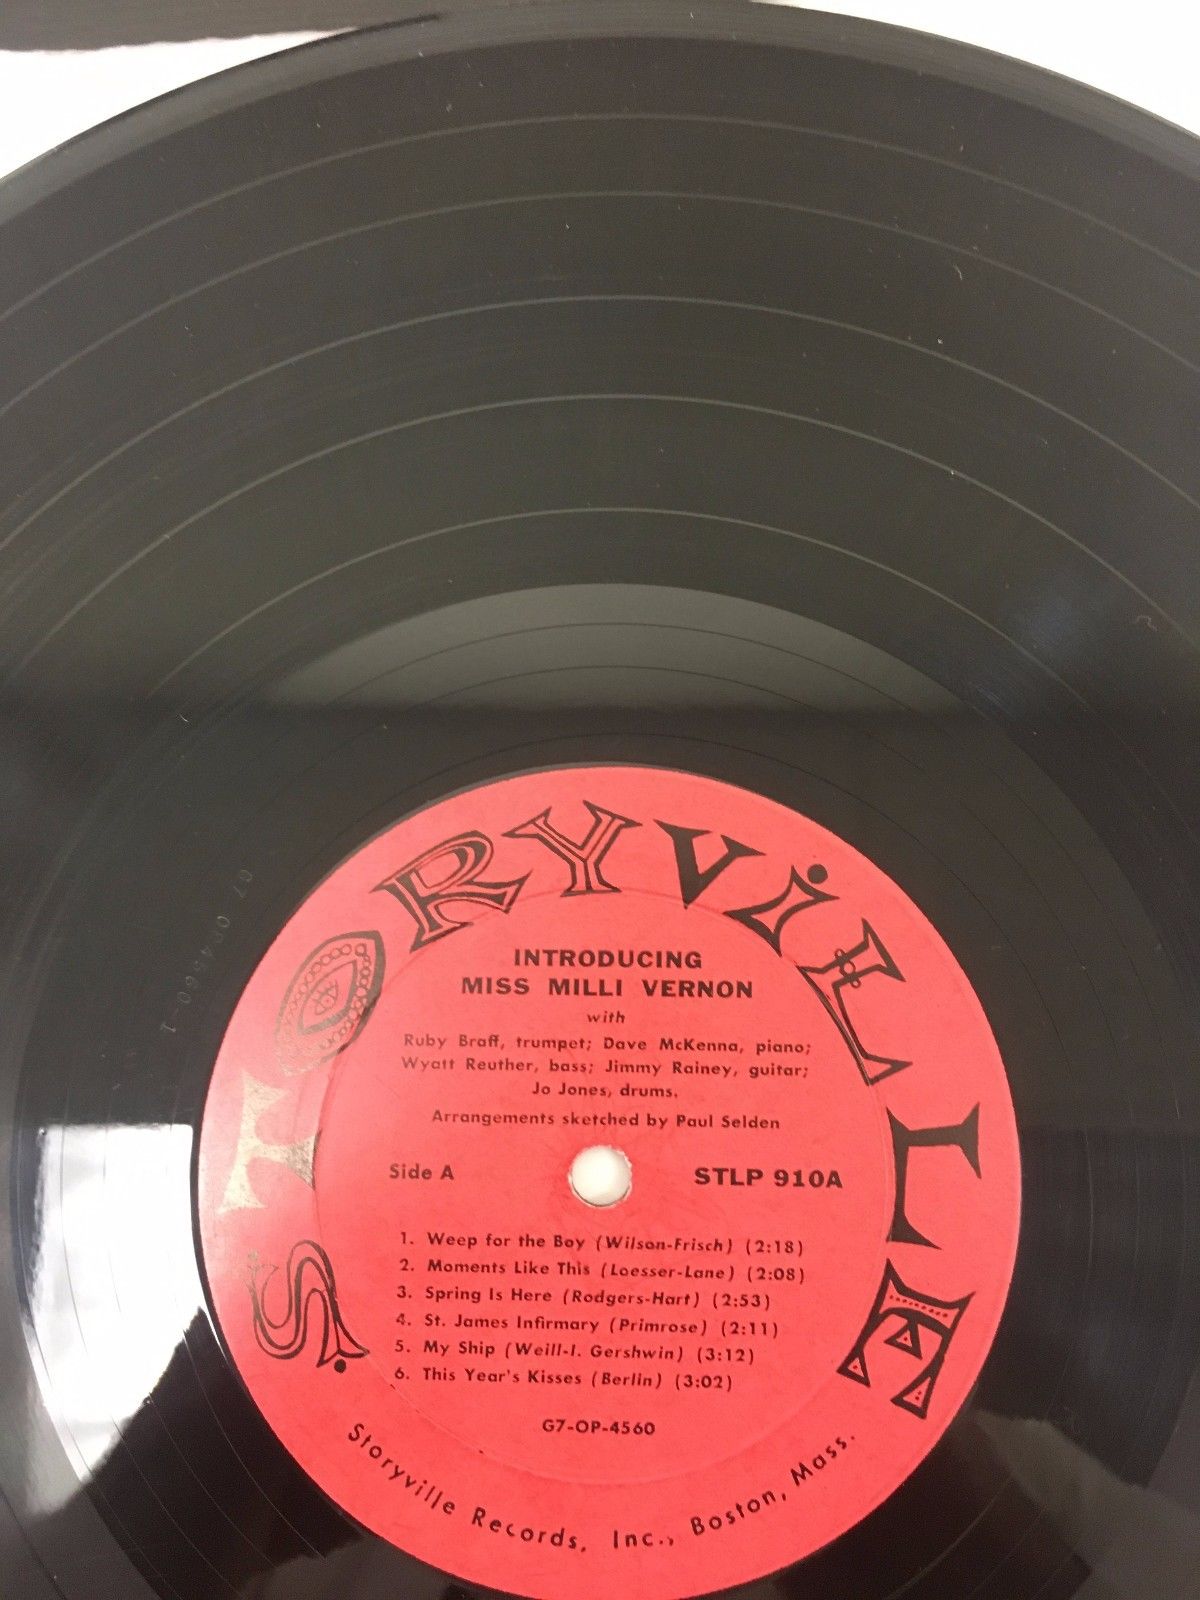 STORYViLLE
INTRODUCING
MISS MILLI VERNON
with
Ruby Braff, trumpet; Dave McKenna, piano;
Wyatt Reuther, bass; Jimmy Rainey, guitar;
Jo Jones, drums.
Arrangements sketched by Paul Selden
Side A STLP 910A
1. Weep for the Boy (Wilson-Frisch) (2:18)
2. Moments Like This (Loesser-Lane) (2:08)
3. Spring Is Here (Rodgers-Hart) (2:53)
4. St. James Infirmary (Primrose) (2:11)
5. My Ship (Weill-I. Gershwin) (3:12)
6. This Year's Kisses (Berlin) (3:02)
G7-OP-4560
Storyville Records, Inc., Boston, Mass.